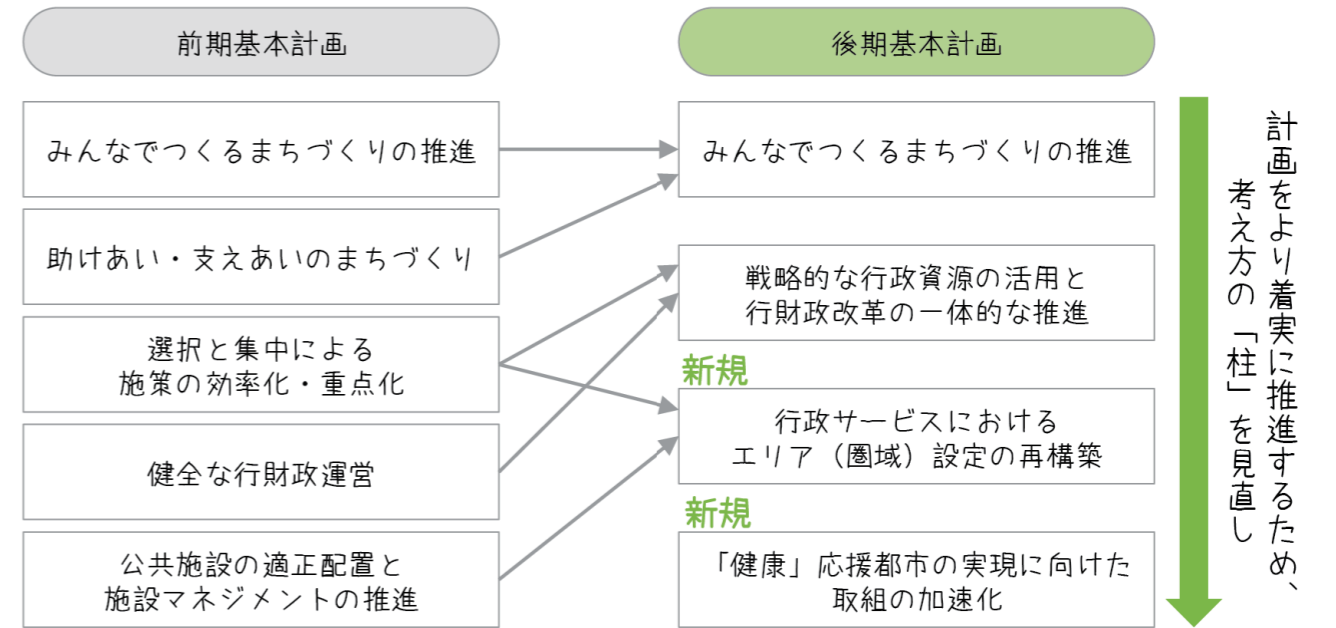 前期基本計画
みんなでつくるまちづくりの推進
助けあい・支えあいのまちづくり
選択と集中による
施策の効率化・重点化
健全な行財政運営
公共施設の適正配置と
施設マネジメントの推進
後期基本計画
みんなでつくるまちづくりの推進
戦略的な行政資源の活用と
行財政改革の一体的な推進
新規
行政サービスにおける
エリア（圏域）設定の再構築
新規
「健康」応援都市の実現に向けた
取組の加速化
計画をより着実に推進するため、
考え方の「柱」を見直し